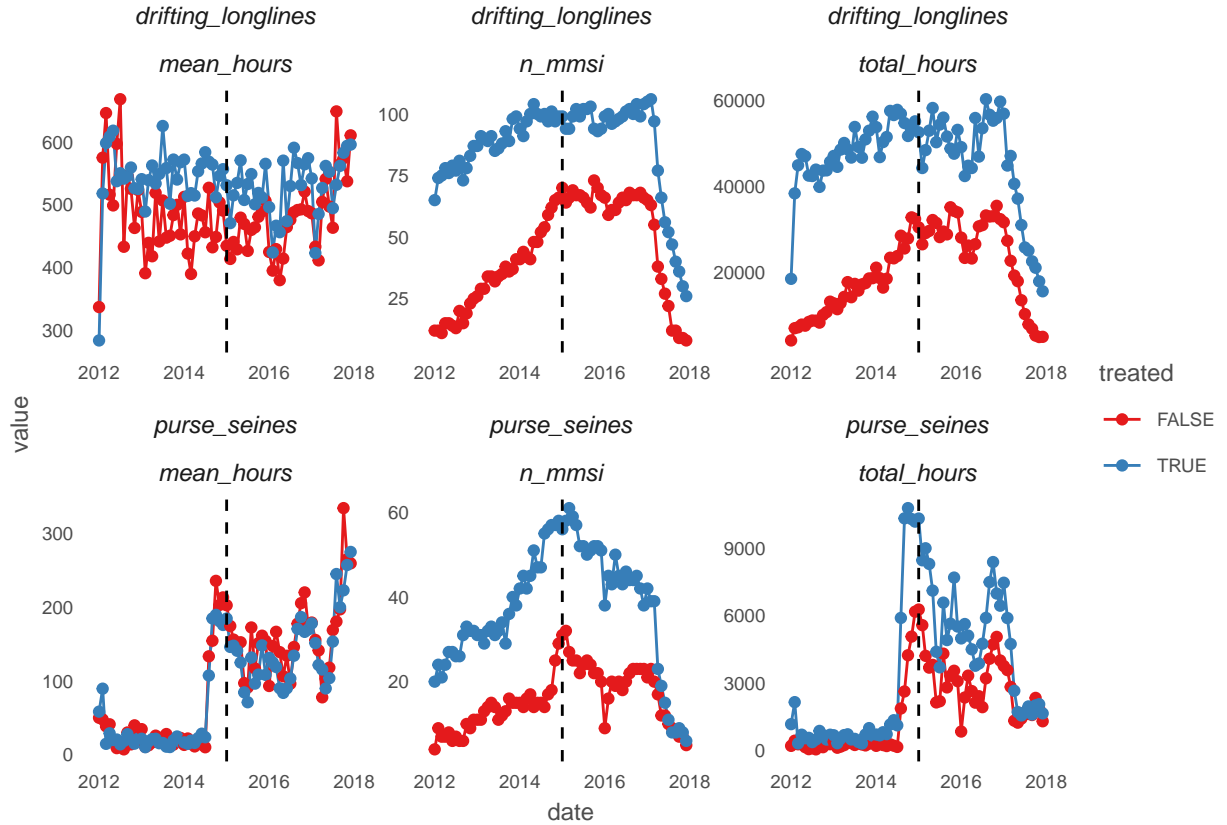 drifting_longlines drifting_longlines drifting_longlines
mean_hours n_mmsi total_hours
600
500
400
300
100
75
50
25
60000
40000
20000
2012 2014 2016 2018 2012 2014 2016 2018 2012 2014 2016 2018
value
treated
FALSE
TRUE
purse_seines purse_seines purse_seines
mean_hours n_mmsi total_hours
300
200
100
0
60
40
20
9000
6000
3000
0
2012 2014 2016 2018 2012 2014 2016 2018 2012 2014 2016 2018
date